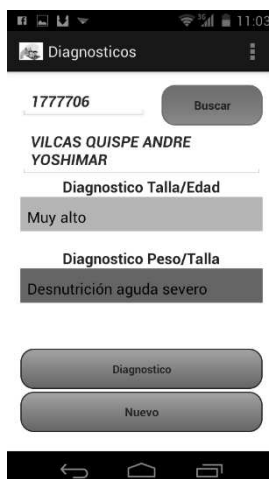 3G 11:03
Diagnosticos
1777706
Buscar
VILCAS QUISPE ANDRE
YOSHIMAR
Diagnostico Talla/Edad
Muy alto
Diagnostico Peso/Talla
Desnutrición aguda severo
Diagnostico
Nuevo